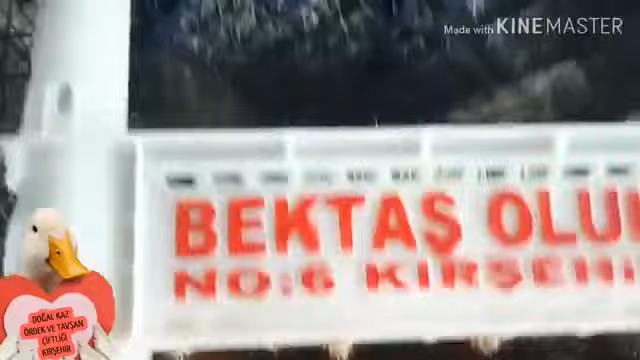 Made with KINEMASTER
BEKTAŞ OLU
NO:6 KIRŞEHİ
DOĞAL KAZ
ÖRDEK VE TAVŞAN
ÇİFTLİĞİ
KIRŞEHİR